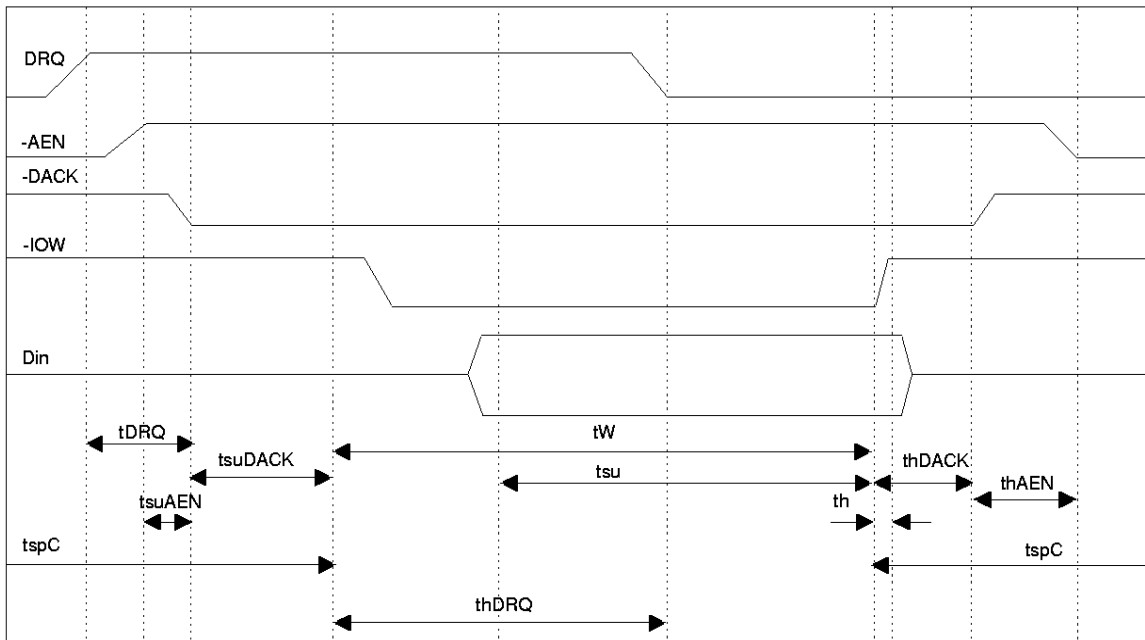 DRQ
-AEN
-DACK
-IOW
Din
tDRQ
tW
tsuDACK
tsu
thDACK
tsuAEN
th
thAEN
tspC
tspC
thDRQ